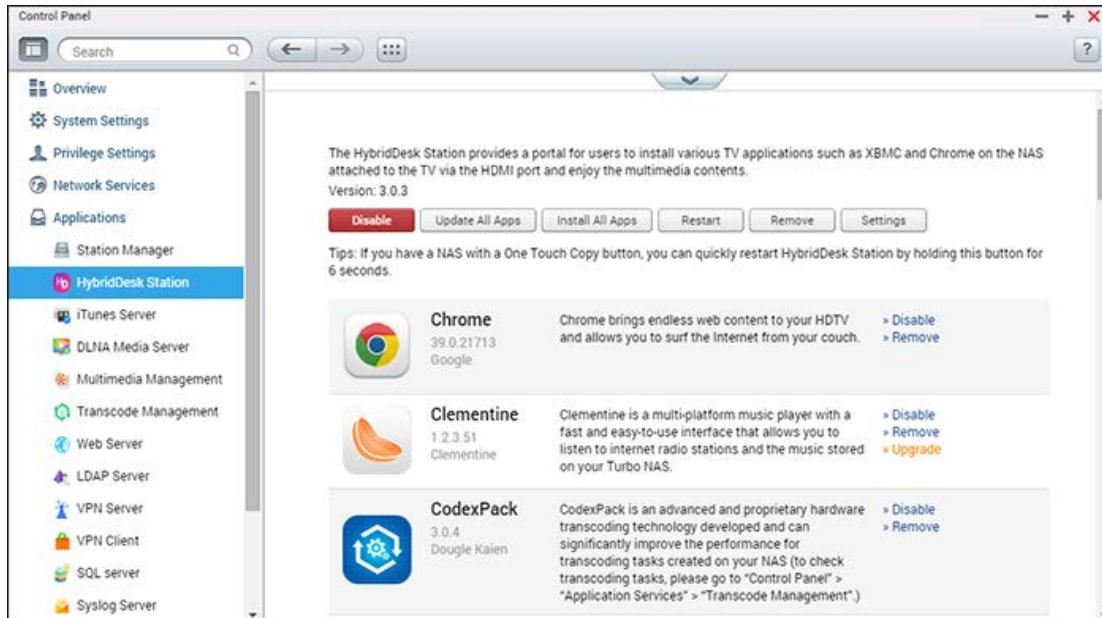 Control Panel
Search
?
Overview
System Settings
Privilege Settings
Network Services
Applications
Station Manager
HybridDesk Station
iTunes Server
DLNA Media Server
Multimedia Management
Transcode Management
Web Server
LDAP Server
VPN Server
VPN Client
SQL server
Syslog Server
The HybridDesk Station provides a portal for users to install various TV applications such as XBMC and Chrome on the NAS
attached to the TV via the HDMI port and enjoy the multimedia contents.
Version: 3.0.3
Disable Update All Apps Install All Apps Restart Remove Settings
Tips: If you have a NAS with a One Touch Copy button, you can quickly restart HybridDesk Station by holding this button for
6 seconds.
Chrome
39.0.21713
Google
Chrome brings endless web content to your HDTV
and allows you to surf the Internet from your couch.
» Disable
» Remove
Clementine
1.2.3.51
Clementine
Clementine is a multi-platform music player with a
fast and easy-to-use interface that allows you to
listen to internet radio stations and the music stored
on your Turbo NAS.
» Disable
» Remove
» Upgrade
CodexPack
3.0.4
Dougle Kaien
CodexPack is an advanced and proprietary hardware
transcoding technology developed and can
significantly improve the performance for
transcoding tasks created on your NAS (to check
transcoding tasks, please go to "Control Panel" >
"Application Services" > "Transcode Management".)
» Disable
» Remove